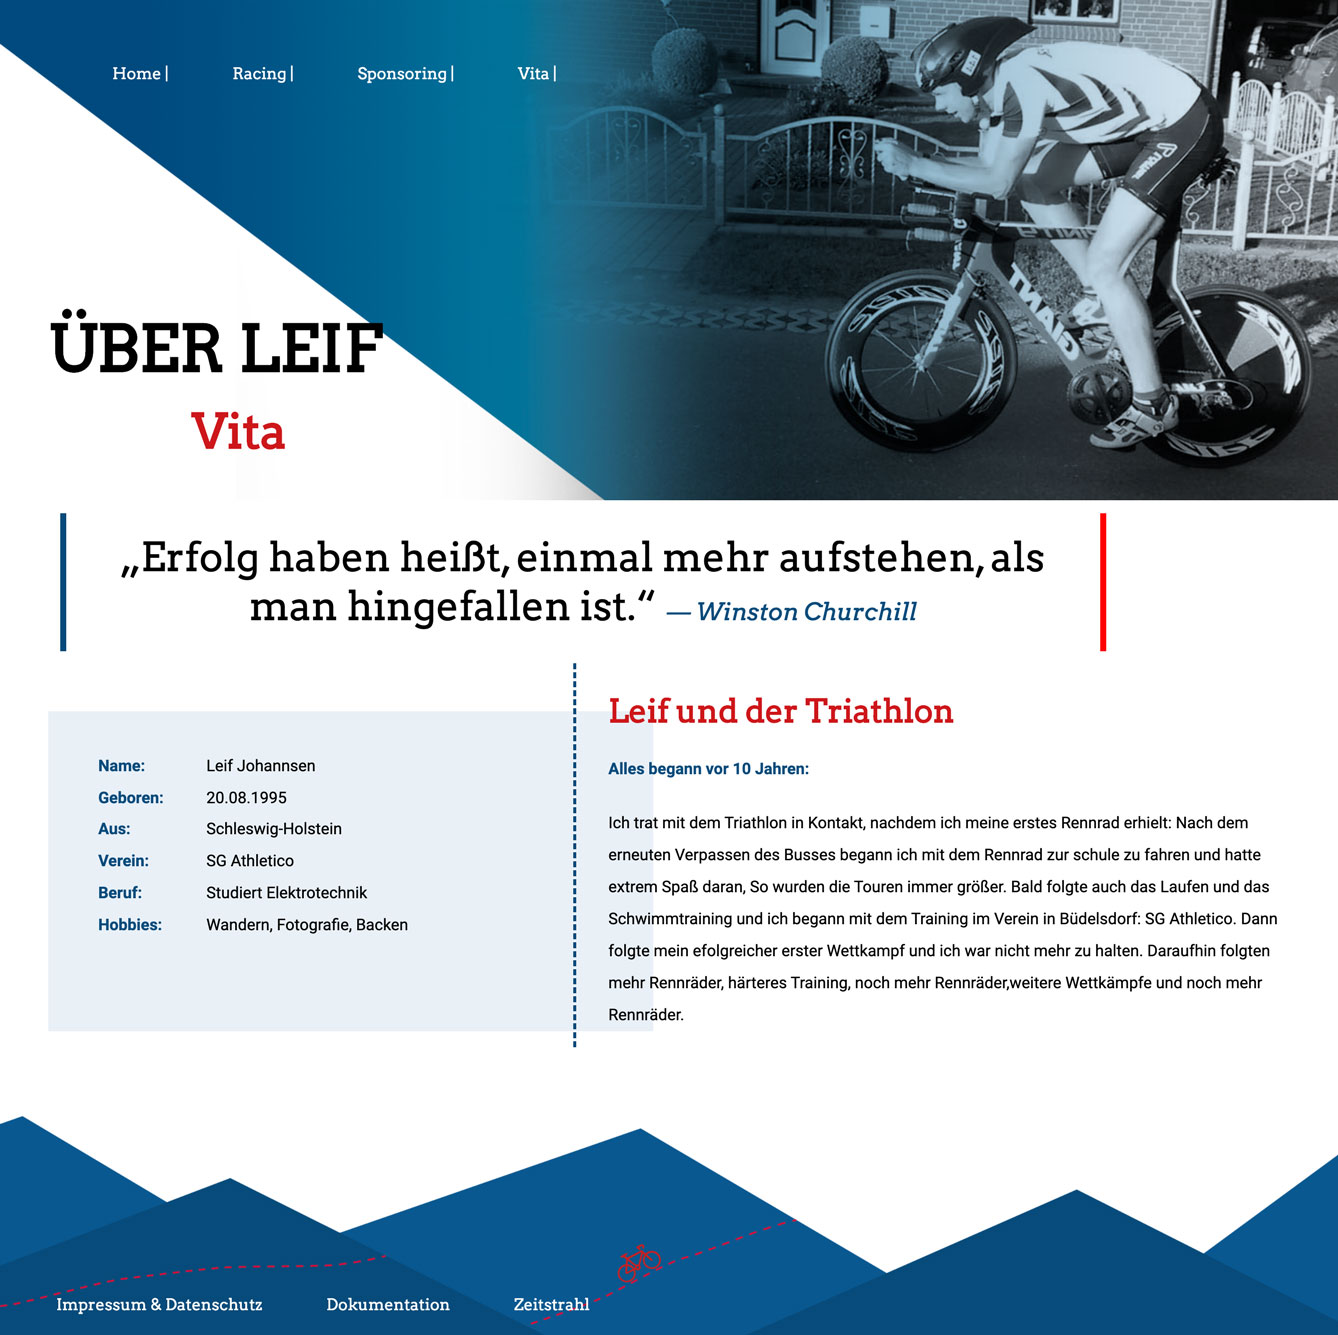 Home |
Racing |
Sponsoring |
Vita |
ÜBER LEIF
Vita
GIANT
„Erfolg haben heißt, einmal mehr aufstehen, als
man hingefallen ist.“ — Winston Churchill
Name: Leif Johannsen
Geboren: 20.08.1995
Aus: Schleswig-Holstein
Verein: SG Athletico
Beruf: Studiert Elektrotechnik
Hobbies: Wandern, Fotografie, Backen
Leif und der Triathlon
Alles begann vor 10 Jahren:
Ich trat mit dem Triathlon in Kontakt, nachdem ich meine erstes Rennrad erhielt: Nach dem
erneuten Verpassen des Busses begann ich mit dem Rennrad zur schule zu fahren und hatte
extrem Spaß daran, So wurden die Touren immer größer. Bald folgte auch das Laufen und das
Schwimmtraining und ich begann mit dem Training im Verein in Büdelsdorf: SG Athletico. Dann
folgte mein efolgreicher erster Wettkampf und ich war nicht mehr zu halten. Daraufhin folgten
mehr Rennräder, härteres Training, noch mehr Rennräder,weitere Wettkämpfe und noch mehr
Rennräder.
Impressum & Datenschutz
Dokumentation
Zeitstrahl